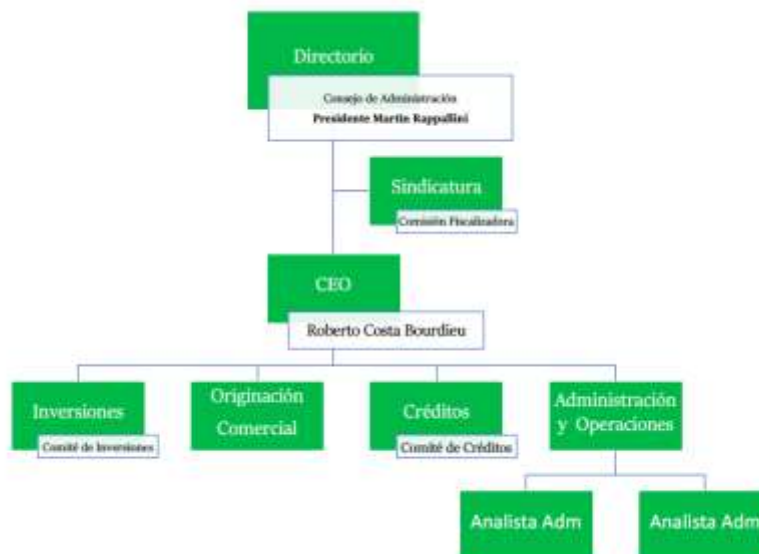 Directorio
Consejo de Administración
Presidente Martin Rappallini
Sindicatura
Comisión Fiscalizadora
CEO
Roberto Costa Bourdieu
Inversiones
Comité de Inversiones
Originación
Comercial
Créditos
Comité de Créditos
Administración
y Operaciones
Analista Adm
Analista Adm